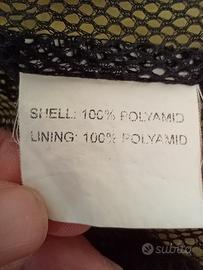 SHELL: 100% POLYAMID
LINING: 100% POLYAMID
subito